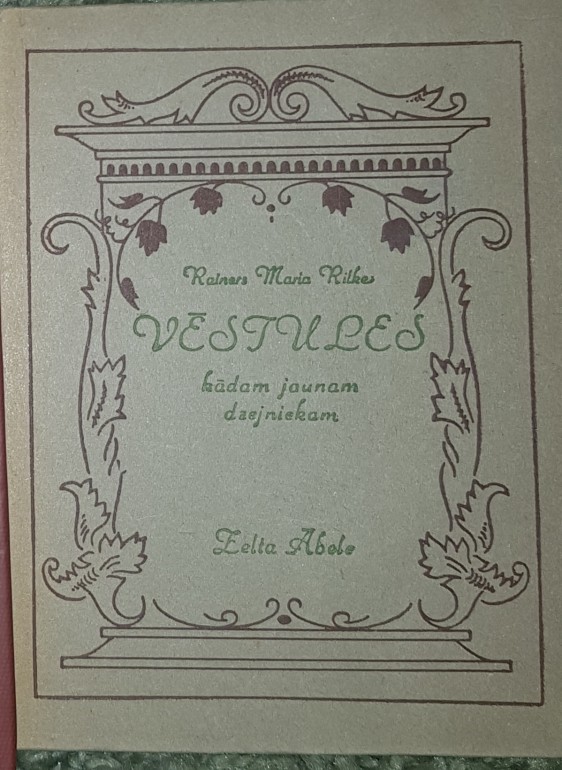 Rainers Maria Rilke
VĒSTULES
kādam jaunam
dzejniekam
Zelta Ābele